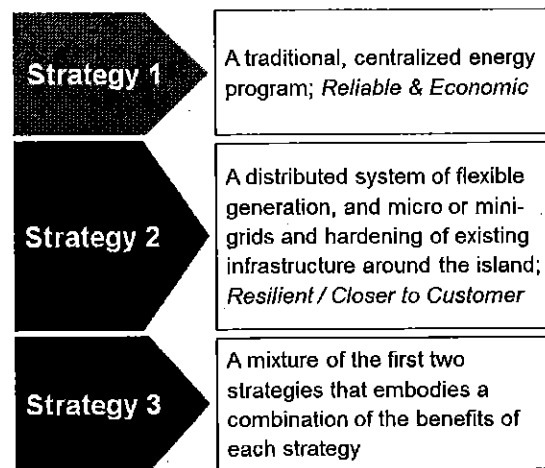 Strategy 1
A traditional, centralized energy
program; Reliable & Economic
Strategy 2
A distributed system of flexible
generation, and micro or mini-
grids and hardening of existing
infrastructure around the island;
Resilient / Closer to Customer
Strategy 3
A mixture of the first two
strategies that embodies a
combination of the benefits of
each strategy